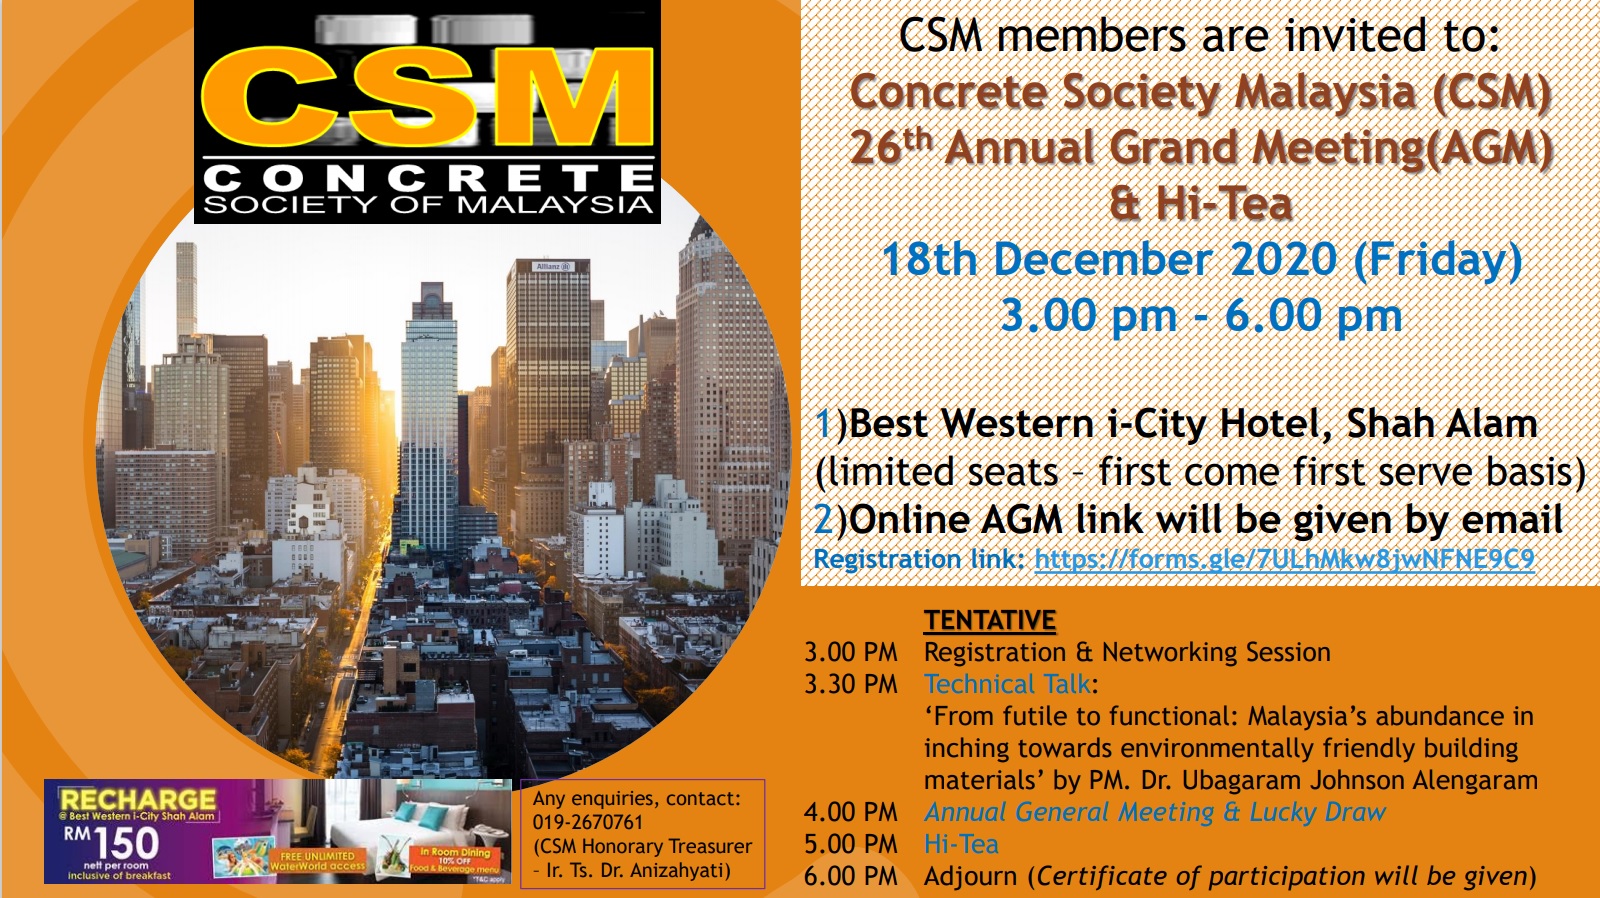 CSM
CONCRETE
SOCIETY OF MALAYSIA
Allianz
CSM members are invited to:
Concrete Society Malaysia (CSM)
26th Annual Grand Meeting(AGM)
& Hi-Tea
18th December 2020 (Friday)
3.00 pm - 6.00 pm
1)Best Western i-City Hotel, Shah Alam
(limited seats – first come first serve basis)
2)Online AGM link will be given by email
Registration link: https://forms.gle/7ULhMkw8jwNFNE9C9
TENTATIVE
3.00 PM Registration & Networking Session
3.30 PM Technical Talk:
‘From futile to functional: Malaysia’s abundance in
inching towards environmentally friendly building
materials’ by PM. Dr. Ubagaram Johnson Alengaram
4.00 PM Annual General Meeting & Lucky Draw
5.00 PM Hi-Tea
6.00 PM Adjourn (Certificate of participation will be given)
RECHARGE
@ Best Western i-City Shah Alam
RM150
nett per room
inclusive of breakfast
FREE UNLIMITED
WaterWorld access
In Room Dining
10% OFF
Food & Beverage menu
*T&C apply
Any enquiries, contact:
019-2670761
(CSM Honorary Treasurer
– Ir. Ts. Dr. Anizahyati)